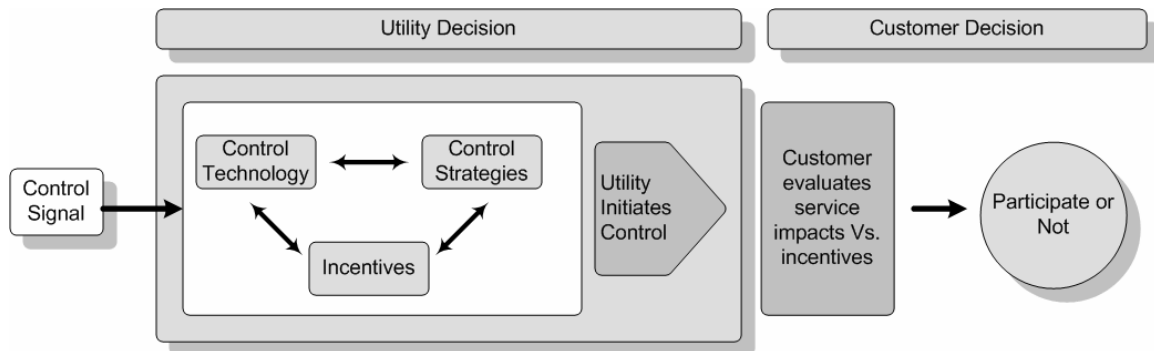 Utility Decision
Customer Decision
Control
Signal
Control
Technology
Control
Strategies
Incentives
Utility
Initiates
Control
Customer
evaluates
service
impacts Vs.
incentives
Participate or
Not